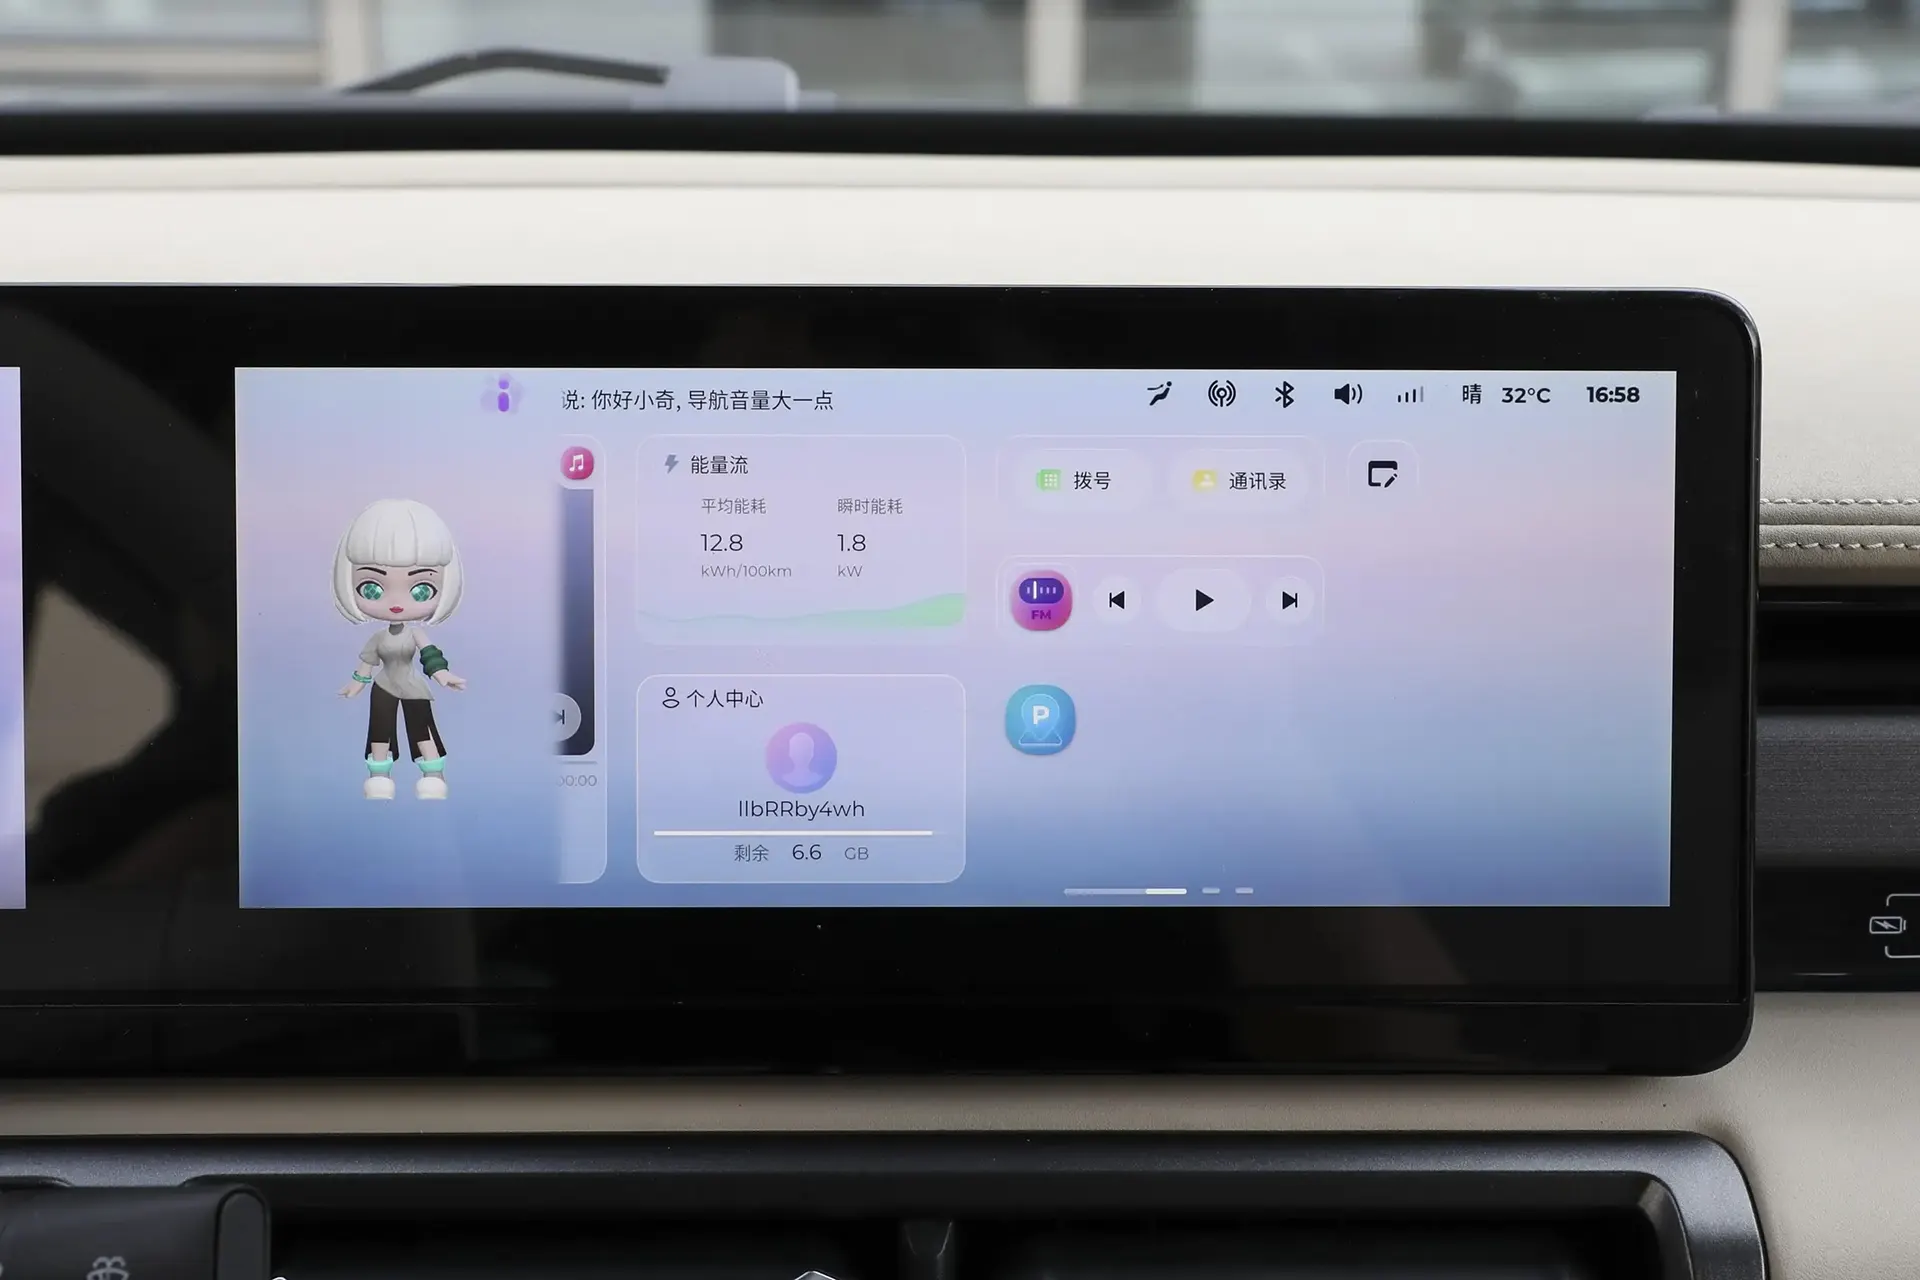 说: 你好小奇, 导航音量大一点
晴 32°C 16:58
能量流
平均能耗 瞬时能耗
12.8 1.8
kWh/100km kW
拨号 通讯录
FM
P
00:00
个人中心
llbRRby4wh
剩余 6.6 GB